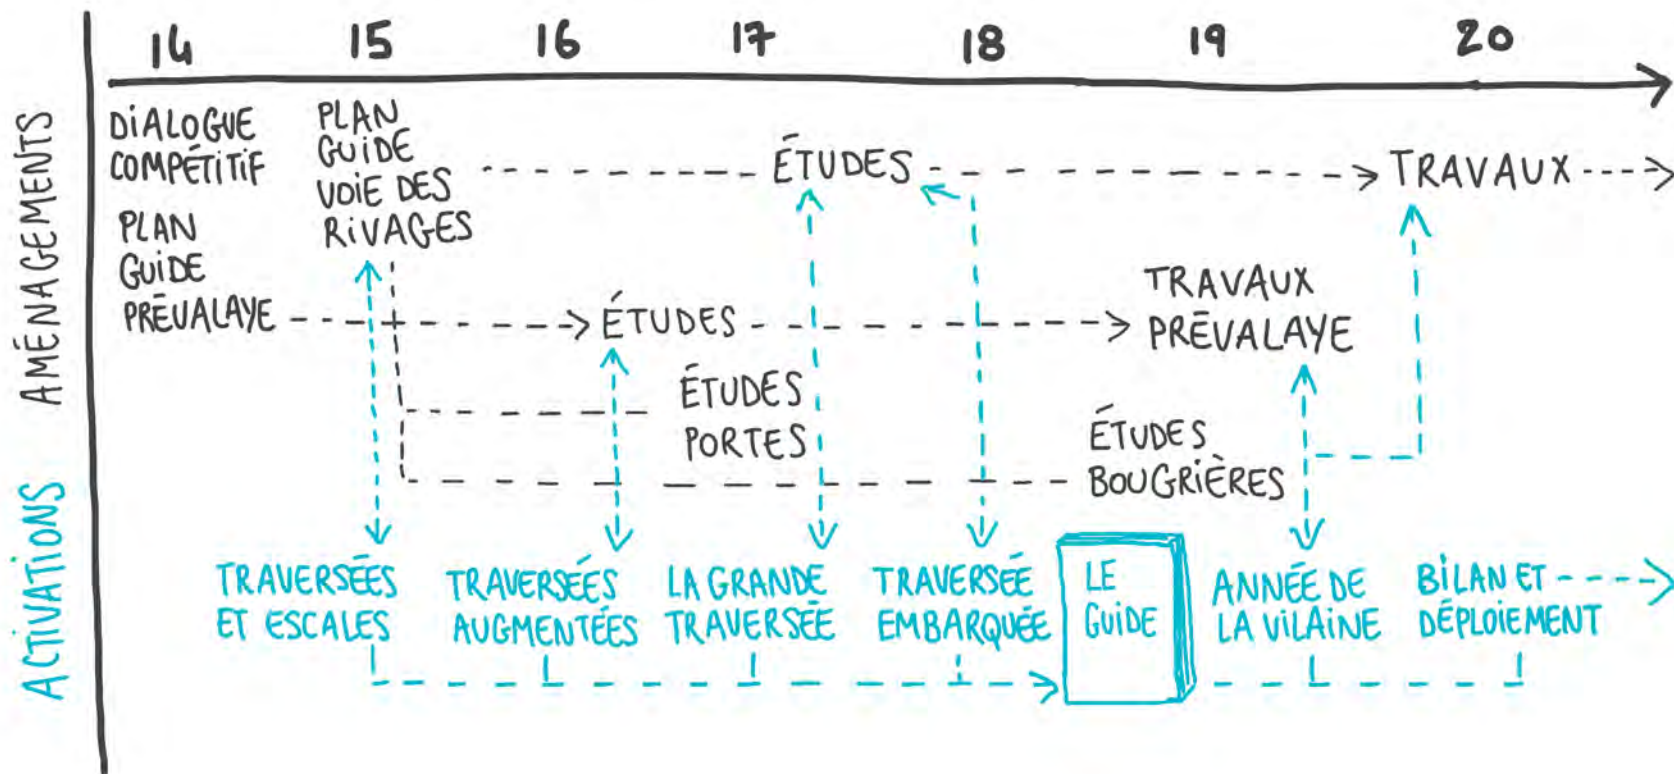 14 15 16 17 18 19 20
AMÉNAGEMENTS
DIALOGUE
COMPÉTITIF
PLAN
GUIDE
PRÉVALAYE
PLAN
GUIDE
VOIE DES
RIVAGES
ÉTUDES
TRAVAUX
ÉTUDES
TRAVAUX
PRÉVALAYE
ÉTUDES
PORTES
ÉTUDES
BOUGRIÈRES
ACTIVATIONS
TRAVERSÉES
ET ESCALES
TRAVERSÉES
AUGMENTÉES
LA GRANDE
TRAVERSÉE
TRAVERSÉE
EMBARQUÉE
LE
GUIDE
ANNÉE DE
LA VILAINE
BILAN ET
DÉPLOIEMENT